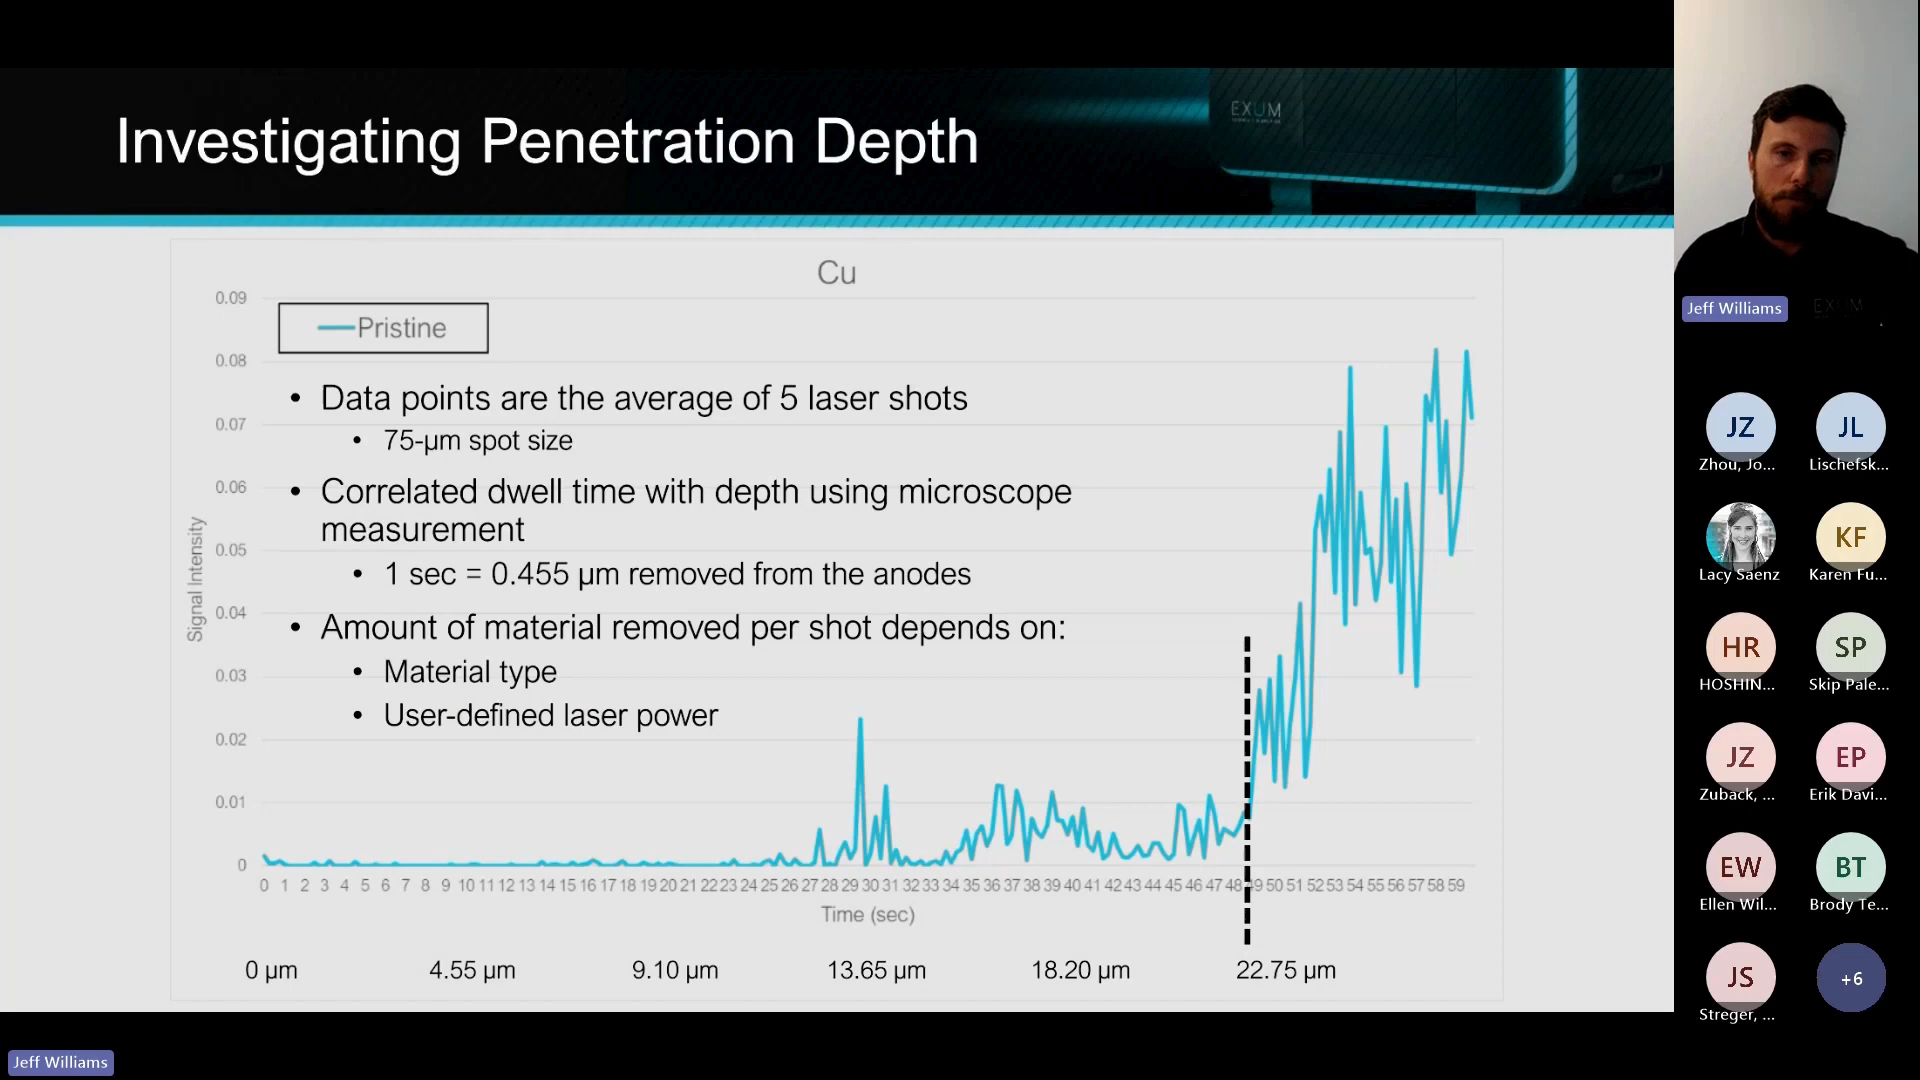 Investigating Penetration Depth
EXUM
Cu
0.09
Pristine
0.08
• Data points are the average of 5 laser shots
0.07
• 75-µm spot size
0.06
• Correlated dwell time with depth using microscope
measurement
0.05
• 1 sec = 0.455 µm removed from the anodes
0.04
• Amount of material removed per shot depends on:
0.03
• Material type
• User-defined laser power
0.02
0.01
0
Signal Intensity
0 1 2 3 4 5 6 7 8 9 10 11 12 13 14 15 16 17 18 19 20 21 22 23 24 25 26 27 28 29 30 31 32 33 34 35 36 37 38 39 40 41 42 43 44 45 46 47 48 49 50 51 52 53 54 55 56 57 58 59
Time (sec)
0 µm 4.55 µm 9.10 µm 13.65 µm 18.20 µm 22.75 µm
Jeff Williams
EXUM
JZ JL
Zhou, Jo... Lischefsk...
KF
Lacy Saenz Karen Fu...
HR SP
HOSHIN... Skip Pale...
JZ EP
Zuback, ... Erik Davi...
EW BT
Ellen Wil... Brody Te...
JS +6
Streger, ...
Jeff Williams